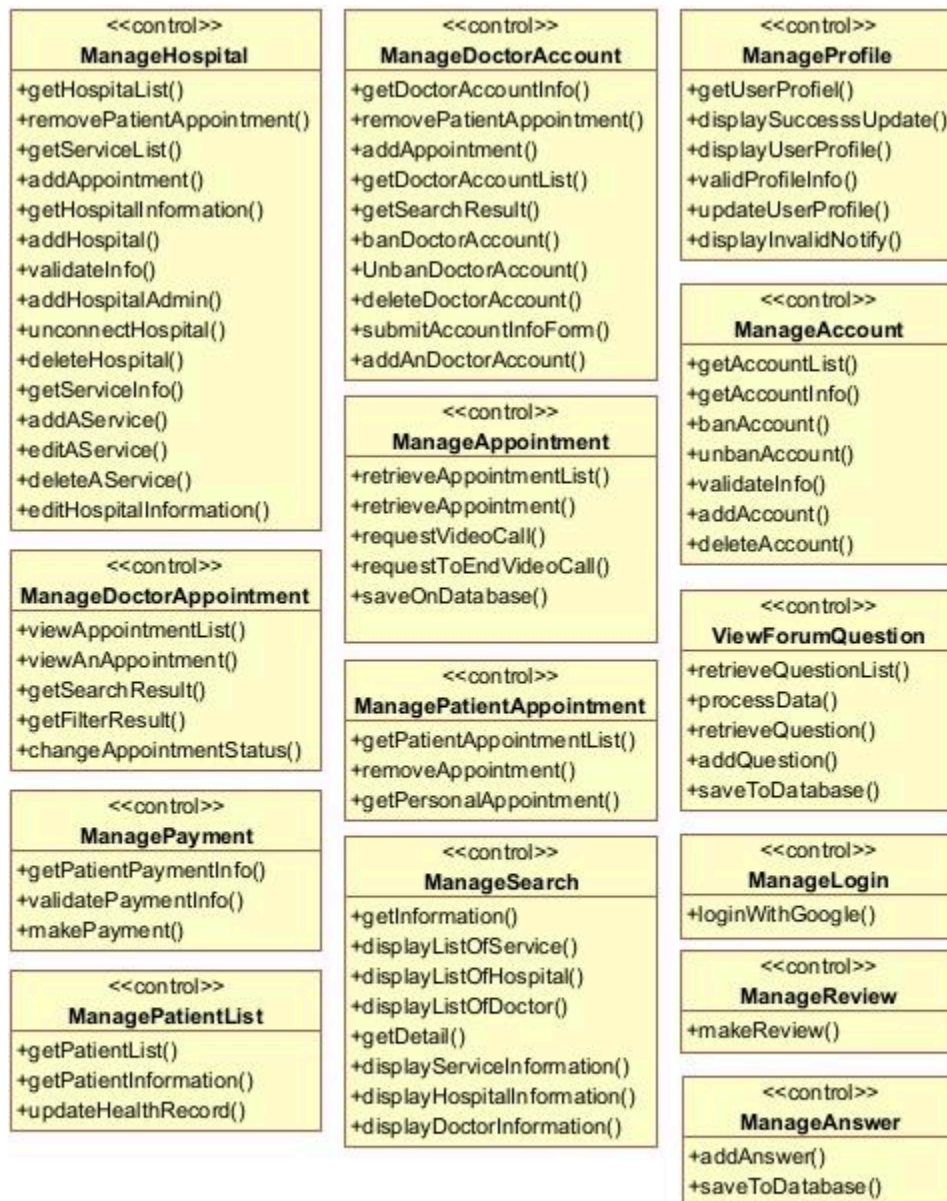 <<control>>
ManageHospital
+getHospitaList()
+removePatientAppointment()
+getServiceList()
+addAppointment()
+getHospitalInformation()
+addHospital()
+validateInfo()
+addHospitalAdmin()
+unconnectHospital()
+deleteHospital()
+getServiceInfo()
+addAService()
+editAService()
+deleteAService()
+editHospitalInformation()
<<control>>
ManageDoctorAppointment
+viewAppointmentList()
+viewAnAppointment()
+getSearchResult()
+getFilterResult()
+changeAppointmentStatus()
<<control>>
ManagePayment
+getPatientPaymentInfo()
+validatePaymentInfo()
+makePayment()
<<control>>
ManagePatientList
+getPatientList()
+getPatientInformation()
+updateHealthRecord()
<<control>>
ManageDoctorAccount
+getDoctorAccountInfo()
+removePatientAppointment()
+addAppointment()
+getDoctorAccountList()
+getSearchResult()
+banDoctorAccount()
+UnbanDoctorAccount()
+deleteDoctorAccount()
+submitAccountInfoForm()
+addAnDoctorAccount()
<<control>>
ManageAppointment
+retrieveAppointmentList()
+retrieveAppointment()
+requestVideoCall()
+requestToEndVideoCall()
+saveOnDatabase()
<<control>>
ManagePatientAppointment
+getPatientAppointmentList()
+removeAppointment()
+getPersonalAppointment()
<<control>>
ManageSearch
+getInformation()
+displayListOfService()
+displayListOfHospital()
+displayListOfDoctor()
+getDetail()
+displayServiceInformation()
+displayHospitalInformation()
+displayDoctorInformation()
<<control>>
ManageProfile
+getUserProfiel()
+displaySuccesssUpdate()
+displayUserProfile()
+validProfileInfo()
+updateUserProfile()
+displayInvalidNotify()
<<control>>
ManageAccount
+getAccountList()
+getAccountInfo()
+banAccount()
+unbanAccount()
+validateInfo()
+addAccount()
+deleteAccount()
<<control>>
ViewForumQuestion
+retrieveQuestionList()
+processData()
+retrieveQuestion()
+addQuestion()
+saveToDatabase()
<<control>>
ManageLogin
+loginWithGoogle()
<<control>>
ManageReview
+makeReview()
<<control>>
ManageAnswer
+addAnswer()
+saveToDatabase()